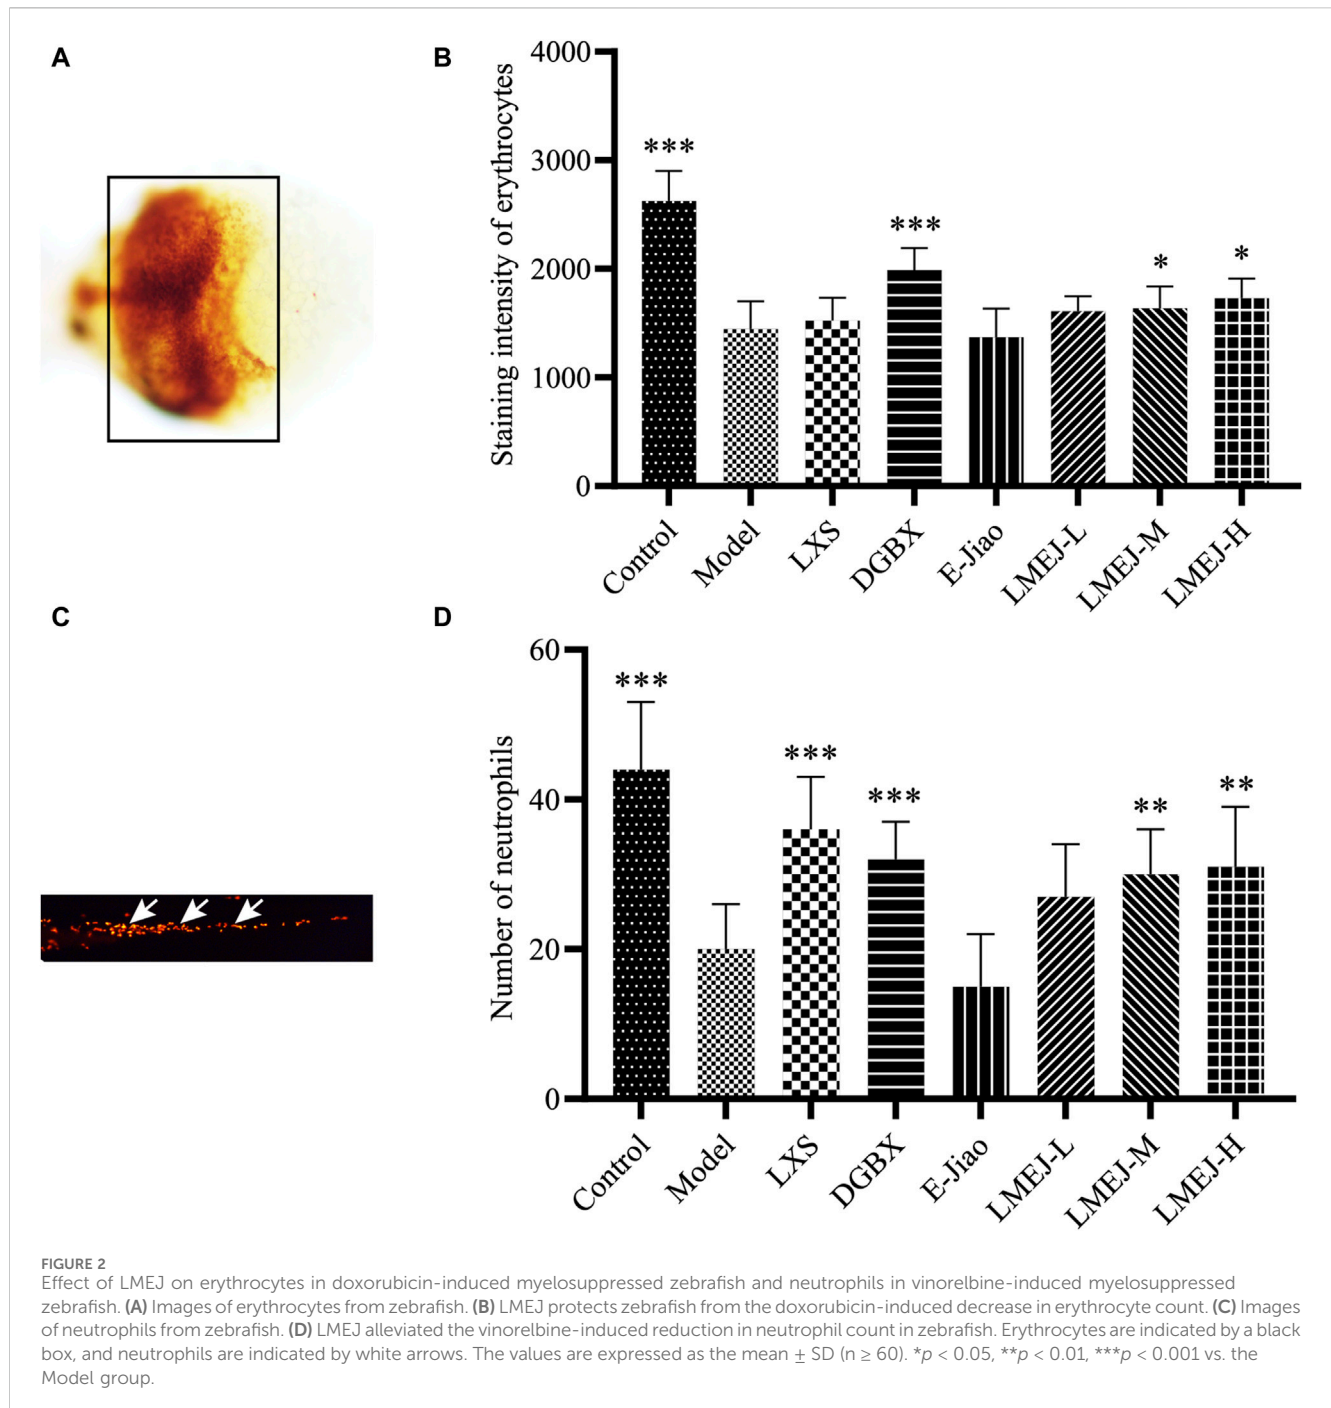 A
B
Staining intensity of erythrocytes
4000
3000
2000
1000
0
***
***
*
*
Control
Model
LXS
DGBX
E-Jiao
LMEJ-L
LMEJ-M
LMEJ-H
C
D
Number of neutrophils
60
40
20
0
***
***
***
**
**
Control
Model
LXS
DGBX
E-Jiao
LMEJ-L
LMEJ-M
LMEJ-H
FIGURE 2
Effect of LMEJ on erythrocytes in doxorubicin-induced myelosuppressed zebrafish and neutrophils in vinorelbine-induced myelosuppressed
zebrafish. (A) Images of erythrocytes from zebrafish. (B) LMEJ protects zebrafish from the doxorubicin-induced decrease in erythrocyte count. (C) Images
of neutrophils from zebrafish. (D) LMEJ alleviated the vinorelbine-induced reduction in neutrophil count in zebrafish. Erythrocytes are indicated by a black
box, and neutrophils are indicated by white arrows. The values are expressed as the mean ± SD (n ≥ 60). *p < 0.05, **p < 0.01, ***p < 0.001 vs. the
Model group.